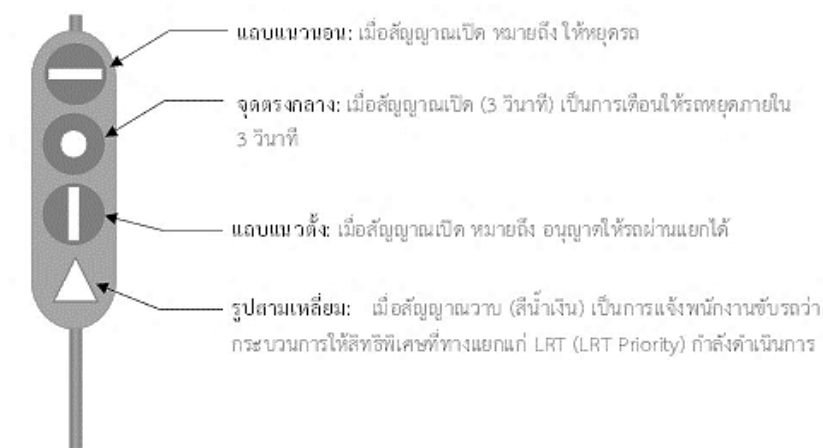 แถบแนวนอน: เมื่อสัญญาณเปิด หมายถึง ให้หยุดรถ
จุดตรงกลาง: เมื่อสัญญาณเปิด (3 วินาที) เป็นการเตือนให้รถหยุดภายใน
3 วินาที
แถบแนวตั้ง: เมื่อสัญญาณเปิด หมายถึง อนุญาตให้รถผ่านแยกได้
รูปสามเหลี่ยม: เมื่อสัญญาณวาบ (สีน้ำเงิน) เป็นการแจ้งพนักงานขับรถว่า
กระบวนการให้สิทธิพิเศษที่ทางแยกแก่ LRT (LRT Priority) กำลังดำเนินการ